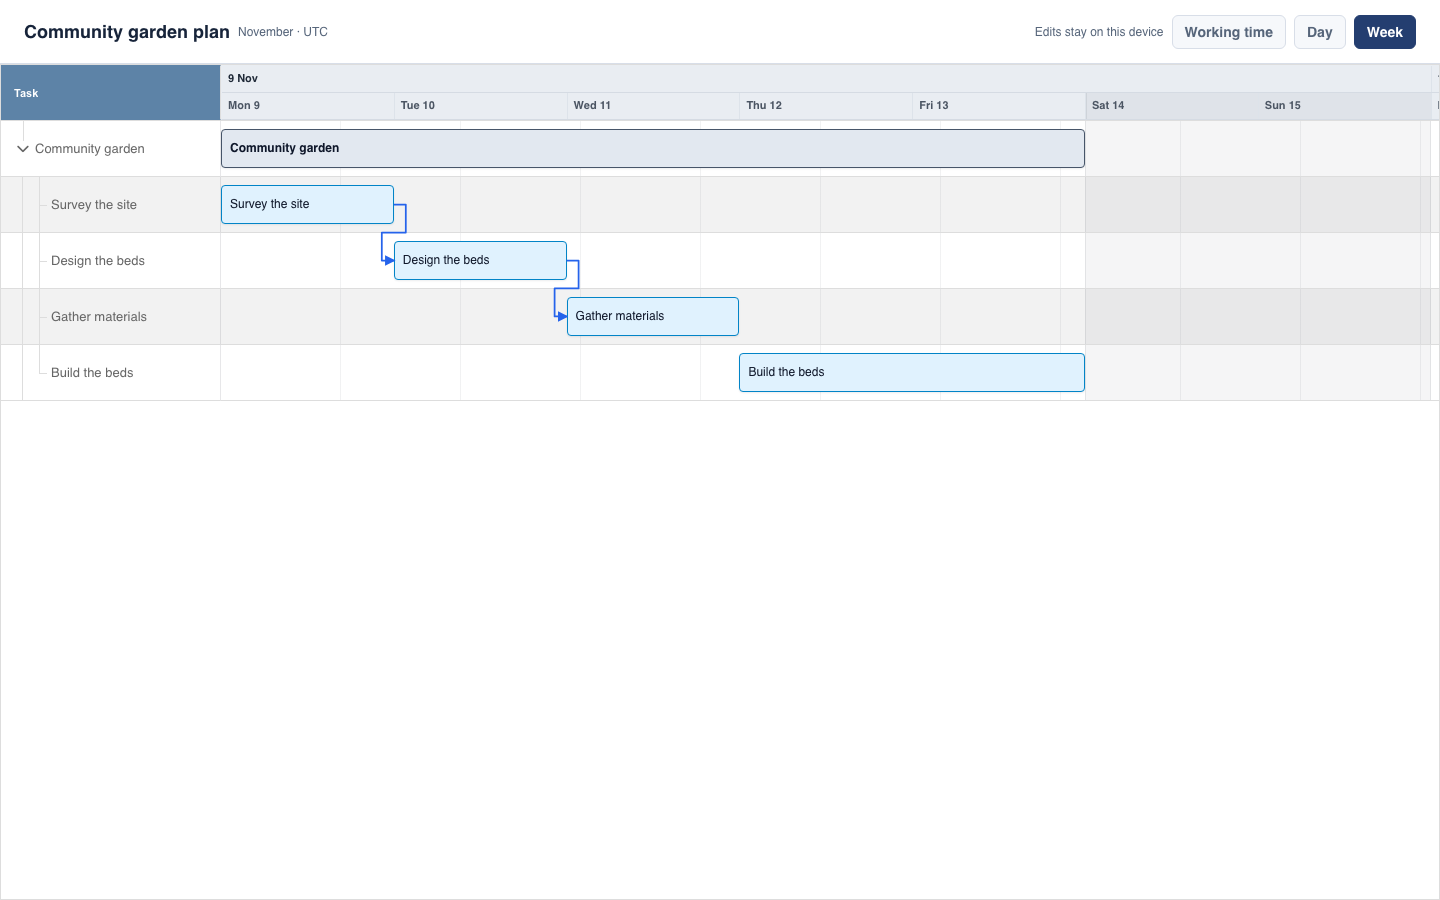 Community garden plan November · UTC
Edits stay on this device Working time Day Week
Task
9 Nov
Mon 9 Tue 10 Wed 11 Thu 12 Fri 13 Sat 14 Sun 15
Community garden Community garden
Survey the site Survey the site
Design the beds Design the beds
Gather materials Gather materials
Build the beds Build the beds